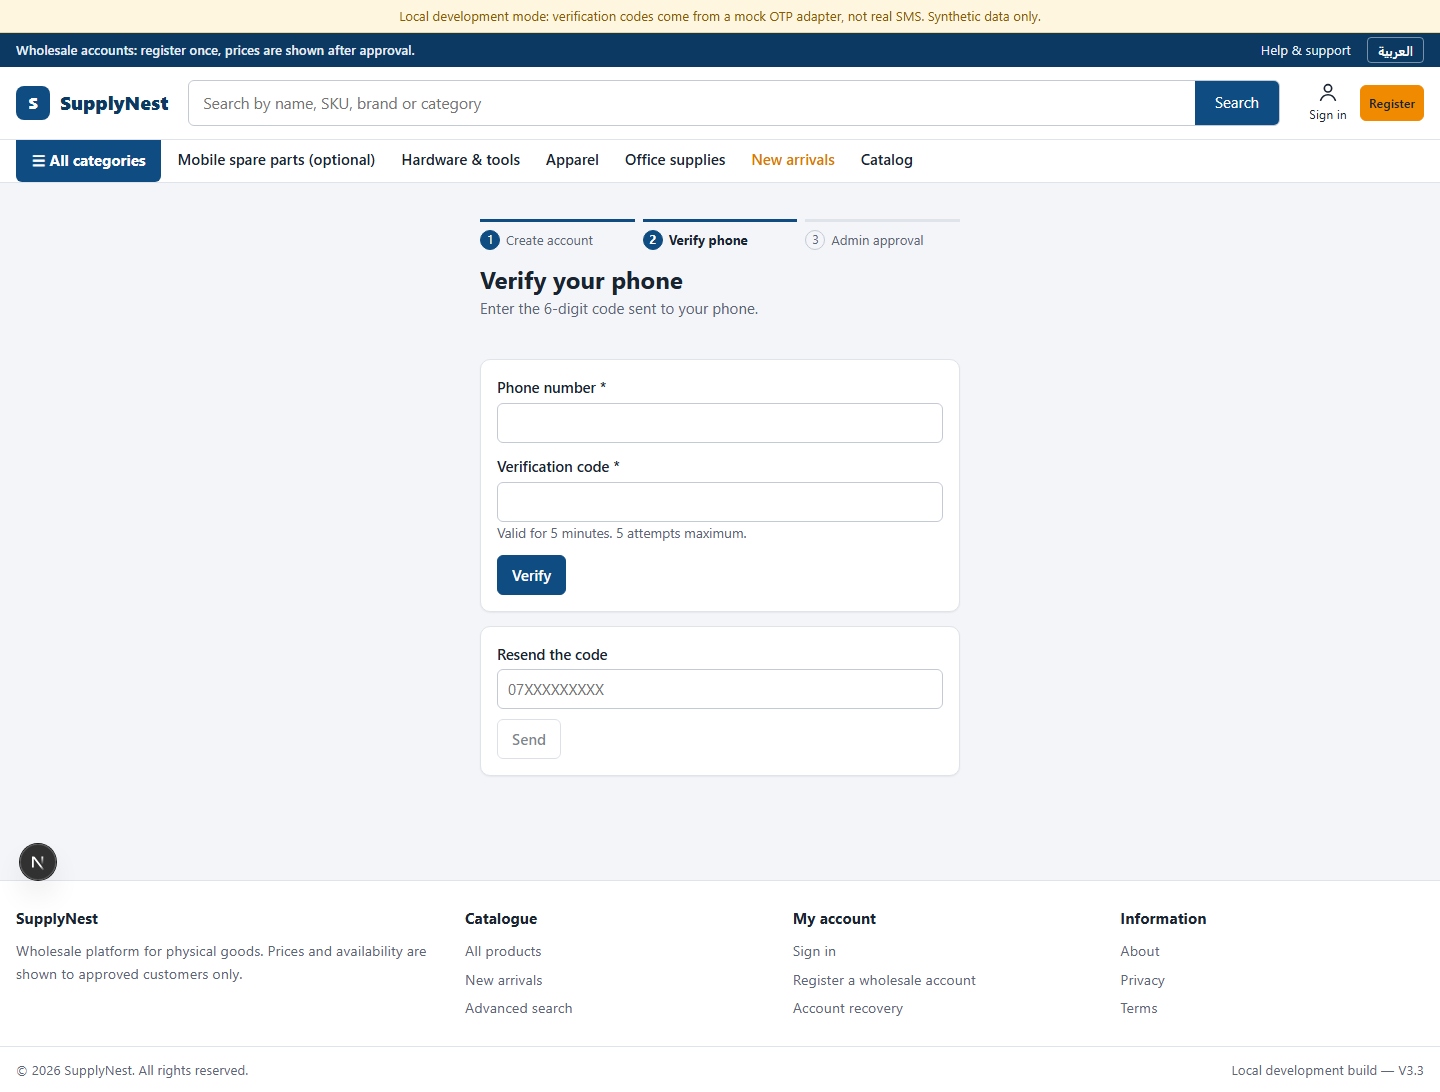 Local development mode: verification codes come from a mock OTP adapter, not real SMS. Synthetic data only.
Wholesale accounts: register once, prices are shown after approval.
Help & support
العربية
S
SupplyNest
Search by name, SKU, brand or category
Search
Sign in
Register
☰ All categories
Mobile spare parts (optional)
Hardware & tools
Apparel
Office supplies
New arrivals
Catalog
1 Create account
2 Verify phone
3 Admin approval
Verify your phone
Enter the 6-digit code sent to your phone.
Phone number *
Verification code *
Valid for 5 minutes. 5 attempts maximum.
Verify
Resend the code
07XXXXXXXXX
Send
N
SupplyNest
Wholesale platform for physical goods. Prices and availability are
shown to approved customers only.
Catalogue
All products
New arrivals
Advanced search
My account
Sign in
Register a wholesale account
Account recovery
Information
About
Privacy
Terms
© 2026 SupplyNest. All rights reserved.
Local development build — V3.3